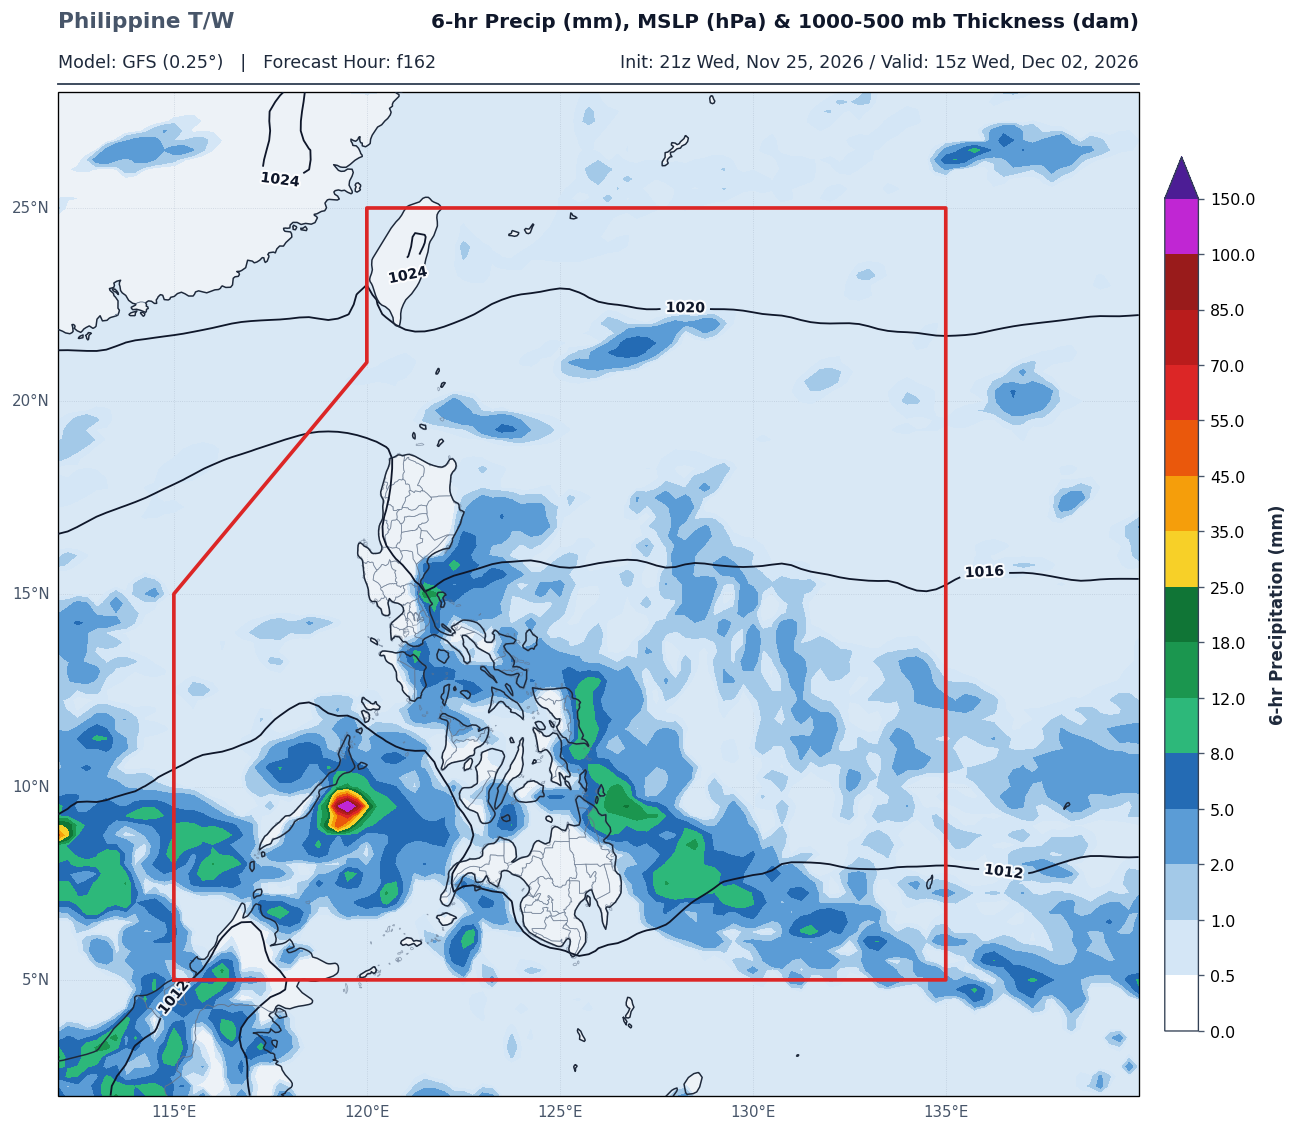 Philippine T/W
6-hr Precip (mm), MSLP (hPa) & 1000-500 mb Thickness (dam)
Model: GFS (0.25°) | Forecast Hour: f162
Init: 21z Wed, Nov 25, 2026 / Valid: 15z Wed, Dec 02, 2026
1024
1024
1020
1016
1012
1012
25°N
20°N
15°N
10°N
5°N
115°E
120°E
125°E
130°E
135°E
150.0
100.0
85.0
70.0
55.0
45.0
35.0
25.0
18.0
12.0
8.0
5.0
2.0
1.0
0.5
0.0
6-hr Precipitation (mm)